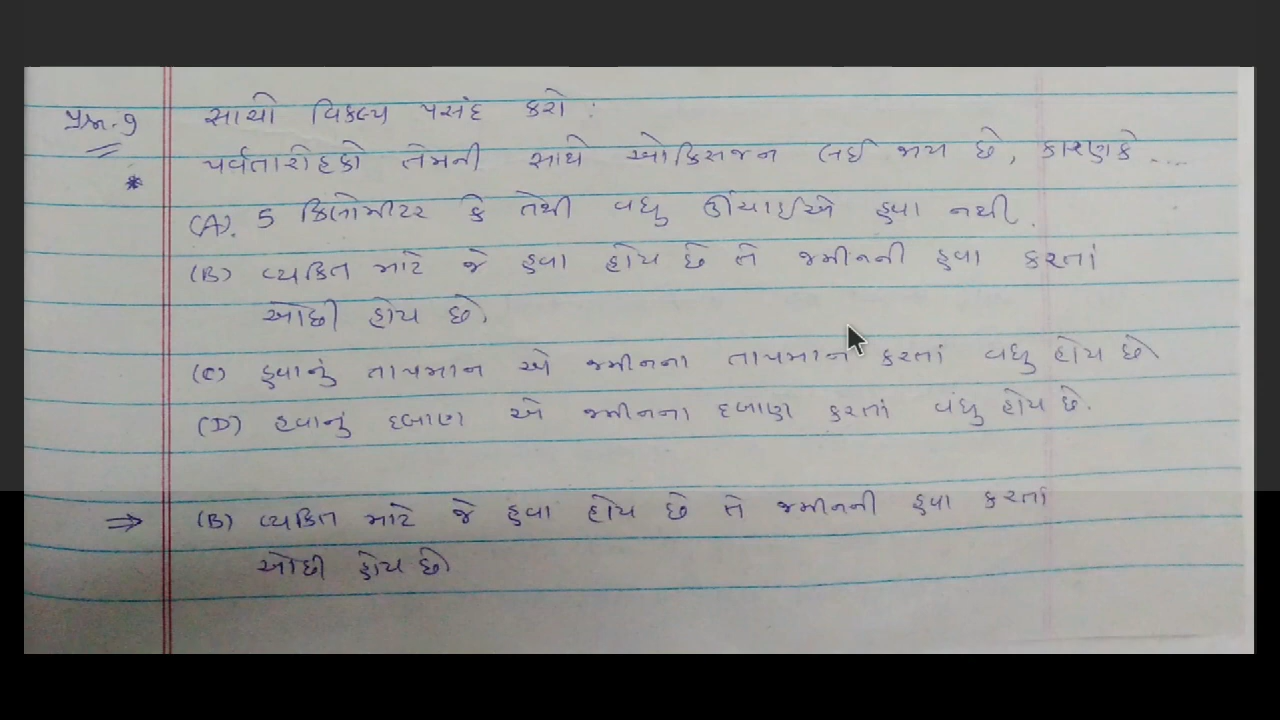 પ્રશ્ન.૭ સાચો વિકલ્પ પસંદ કરો :
* પર્વતારોહકો તેમની સાથે ઓક્સિજન લઈ જાય છે, કારણકે ....
(A). 5 કિલોમીટર કે તેથી વધુ ઊંચાઈએ હવા નથી.
(B) વ્યકિત માટે જે હવા હોય છે તે જમીનની હવા કરતાં
ઓછી હોય છે.
(C) હવાનું તાપમાન એ જમીનના તાપમાન કરતાં વધુ હોય છે
(D) હવાનું દબાણ એ જમીનના દબાણ કરતાં વધુ હોય છે.
⇒ (B) વ્યકિત માટે જે હવા હોય છે તે જમીનની હવા કરતાં
ઓછી હોય છે